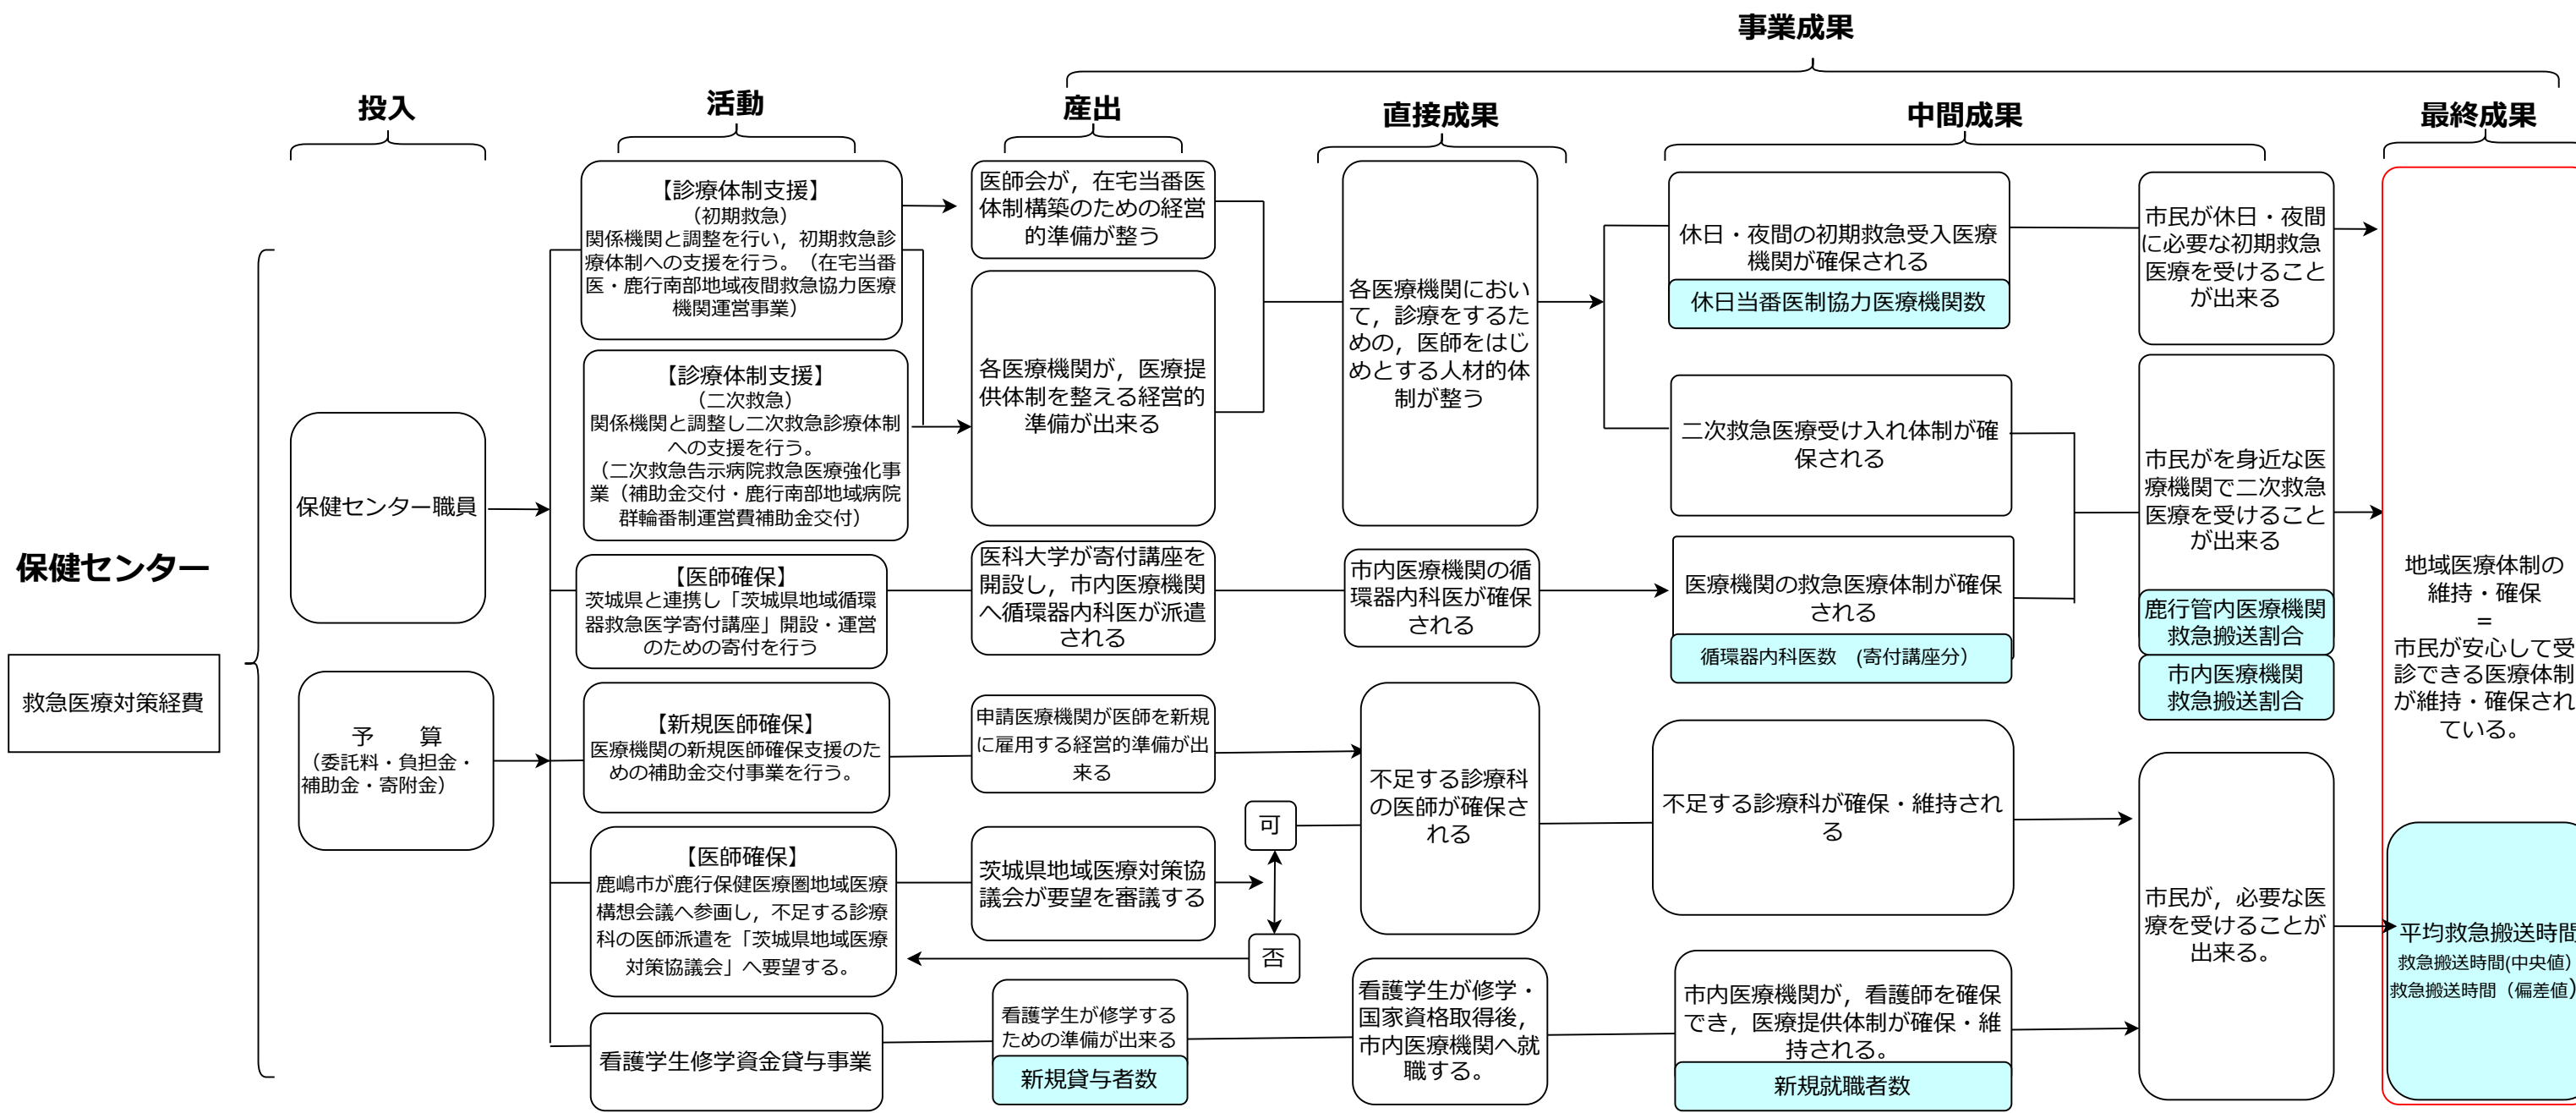 事業成果
投入
活動
産出
直接成果
中間成果
最終成果
保健センター
救急医療対策経費
保健センター職員
予　　算
（委託料・負担金・
補助金・寄附金）
【診療体制支援】
（初期救急）
関係機関と調整を行い，初期救急診
療体制への支援を行う。（在宅当番
医・鹿行南部地域夜間救急協力医療
機関運営事業）
【診療体制支援】
（二次救急）
関係機関と調整し二次救急診療体制
への支援を行う。
（二次救急告示病院救急医療強化事
業（補助金交付・鹿行南部地域病院
群輪番制運営費補助金交付）
【医師確保】
茨城県と連携し「茨城県地域循環
器救急医学寄付講座」開設・運営
のための寄付を行う
【新規医師確保】
医療機関の新規医師確保支援のた
めの補助金交付事業を行う。
【医師確保】
鹿嶋市が鹿行保健医療圏地域医療
構想会議へ参画し，不足する診療
科の医師派遣を「茨城県地域医療
対策協議会」へ要望する。
看護学生修学資金貸与事業
医師会が，在宅当番医
体制構築のための経営
的準備が整う
各医療機関が，医療提
供体制を整える経営的
準備が出来る
医科大学が寄付講座を
開設し，市内医療機関
へ循環器内科医が派遣
される
申請医療機関が医師を新規
に雇用する経営的準備が出
来る
茨城県地域医療対策協
議会が要望を審議する
看護学生が修学する
ための準備が出来る
新規貸与者数
可
否
各医療機関におい
て，診療をするた
めの，医師をはじ
めとする人材的体
制が整う
市内医療機関の循
環器内科医が確保
される
不足する診療科
の医師が確保さ
れる
看護学生が修学・
国家資格取得後，
市内医療機関へ就
職する。
休日・夜間の初期救急受入医療
機関が確保される
休日当番医制協力医療機関数
二次救急医療受け入れ体制が確
保される
医療機関の救急医療体制が確保
される
循環器内科医数　(寄付講座分）
不足する診療科が確保・維持され
る
市内医療機関が，看護師を確保
でき，医療提供体制が確保・維
持される。
新規就職者数
市民が休日・夜間
に必要な初期救急
医療を受けること
が出来る
市民がを身近な医
療機関で二次救急
医療を受けること
が出来る
鹿行管内医療機関
救急搬送割合
市内医療機関
救急搬送割合
市民が，必要な医
療を受けることが
出来る。
地域医療体制の
維持・確保
＝
市民が安心して受
診できる医療体制
が維持・確保され
ている。
平均救急搬送時間
救急搬送時間(中央値）
救急搬送時間（偏差値）